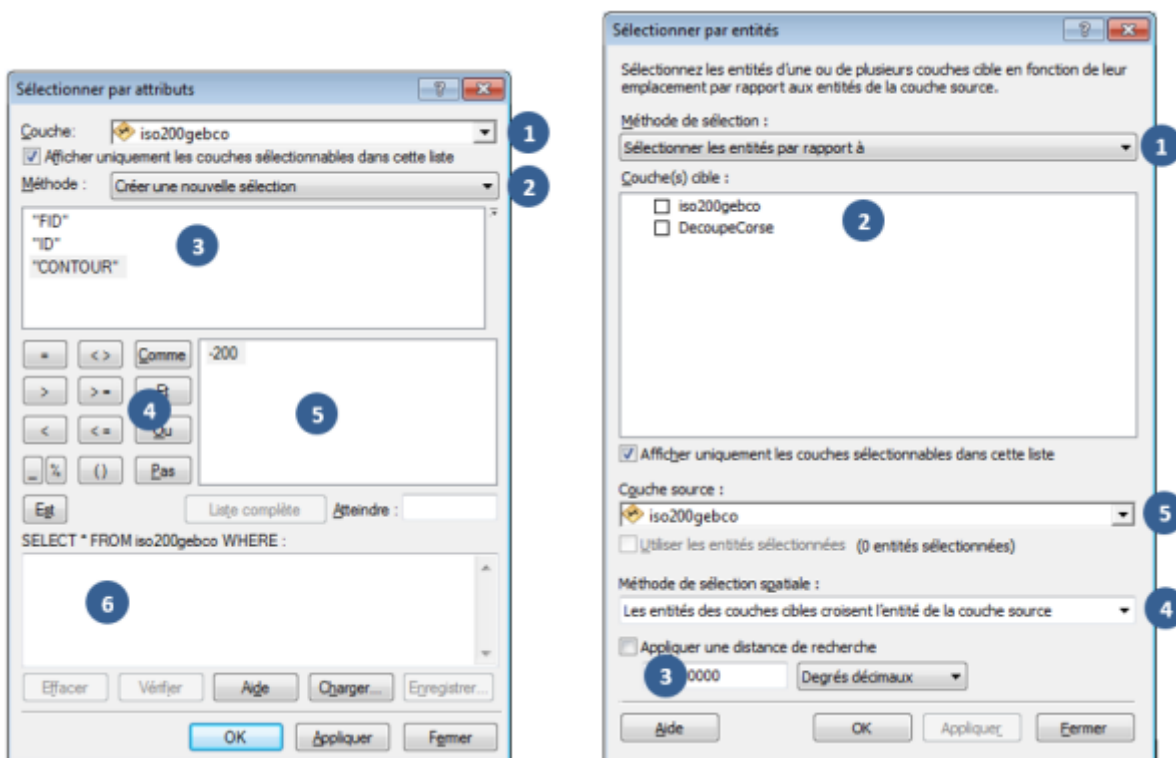 Sélectionner par attributs
Couche: iso200gebco 1
Afficher uniquement les couches sélectionnables dans cette liste
Méthode : Créer une nouvelle sélection 2
"FID"
"ID"
"CONTOUR"
3
= < > Comme -200
> > = Et
4
5
< < = Ou
_ % () Pas
Est Liste complète Atteindre :
SELECT * FROM iso200gebco WHERE :
6
Effacer Vérifier Aide Charger... Enregistrer...
OK Appliquer Fermer
Sélectionner par entités
Sélectionnez les entités d'une ou de plusieurs couches cible en fonction de leur
emplacement par rapport aux entités de la couche source.
Méthode de sélection :
Sélectionner les entités par rapport à 1
Couche(s) cible :
iso200gebco
DecoupeCorse
2
Afficher uniquement les couches sélectionnables dans cette liste
Couche source :
iso200gebco 5
Utiliser les entités sélectionnées (0 entités sélectionnées)
Méthode de sélection spatiale :
Les entités des couches cibles croisent l'entité de la couche source 4
Appliquer une distance de recherche
3 0000 Degrés décimaux
Aide OK Appliquer Fermer